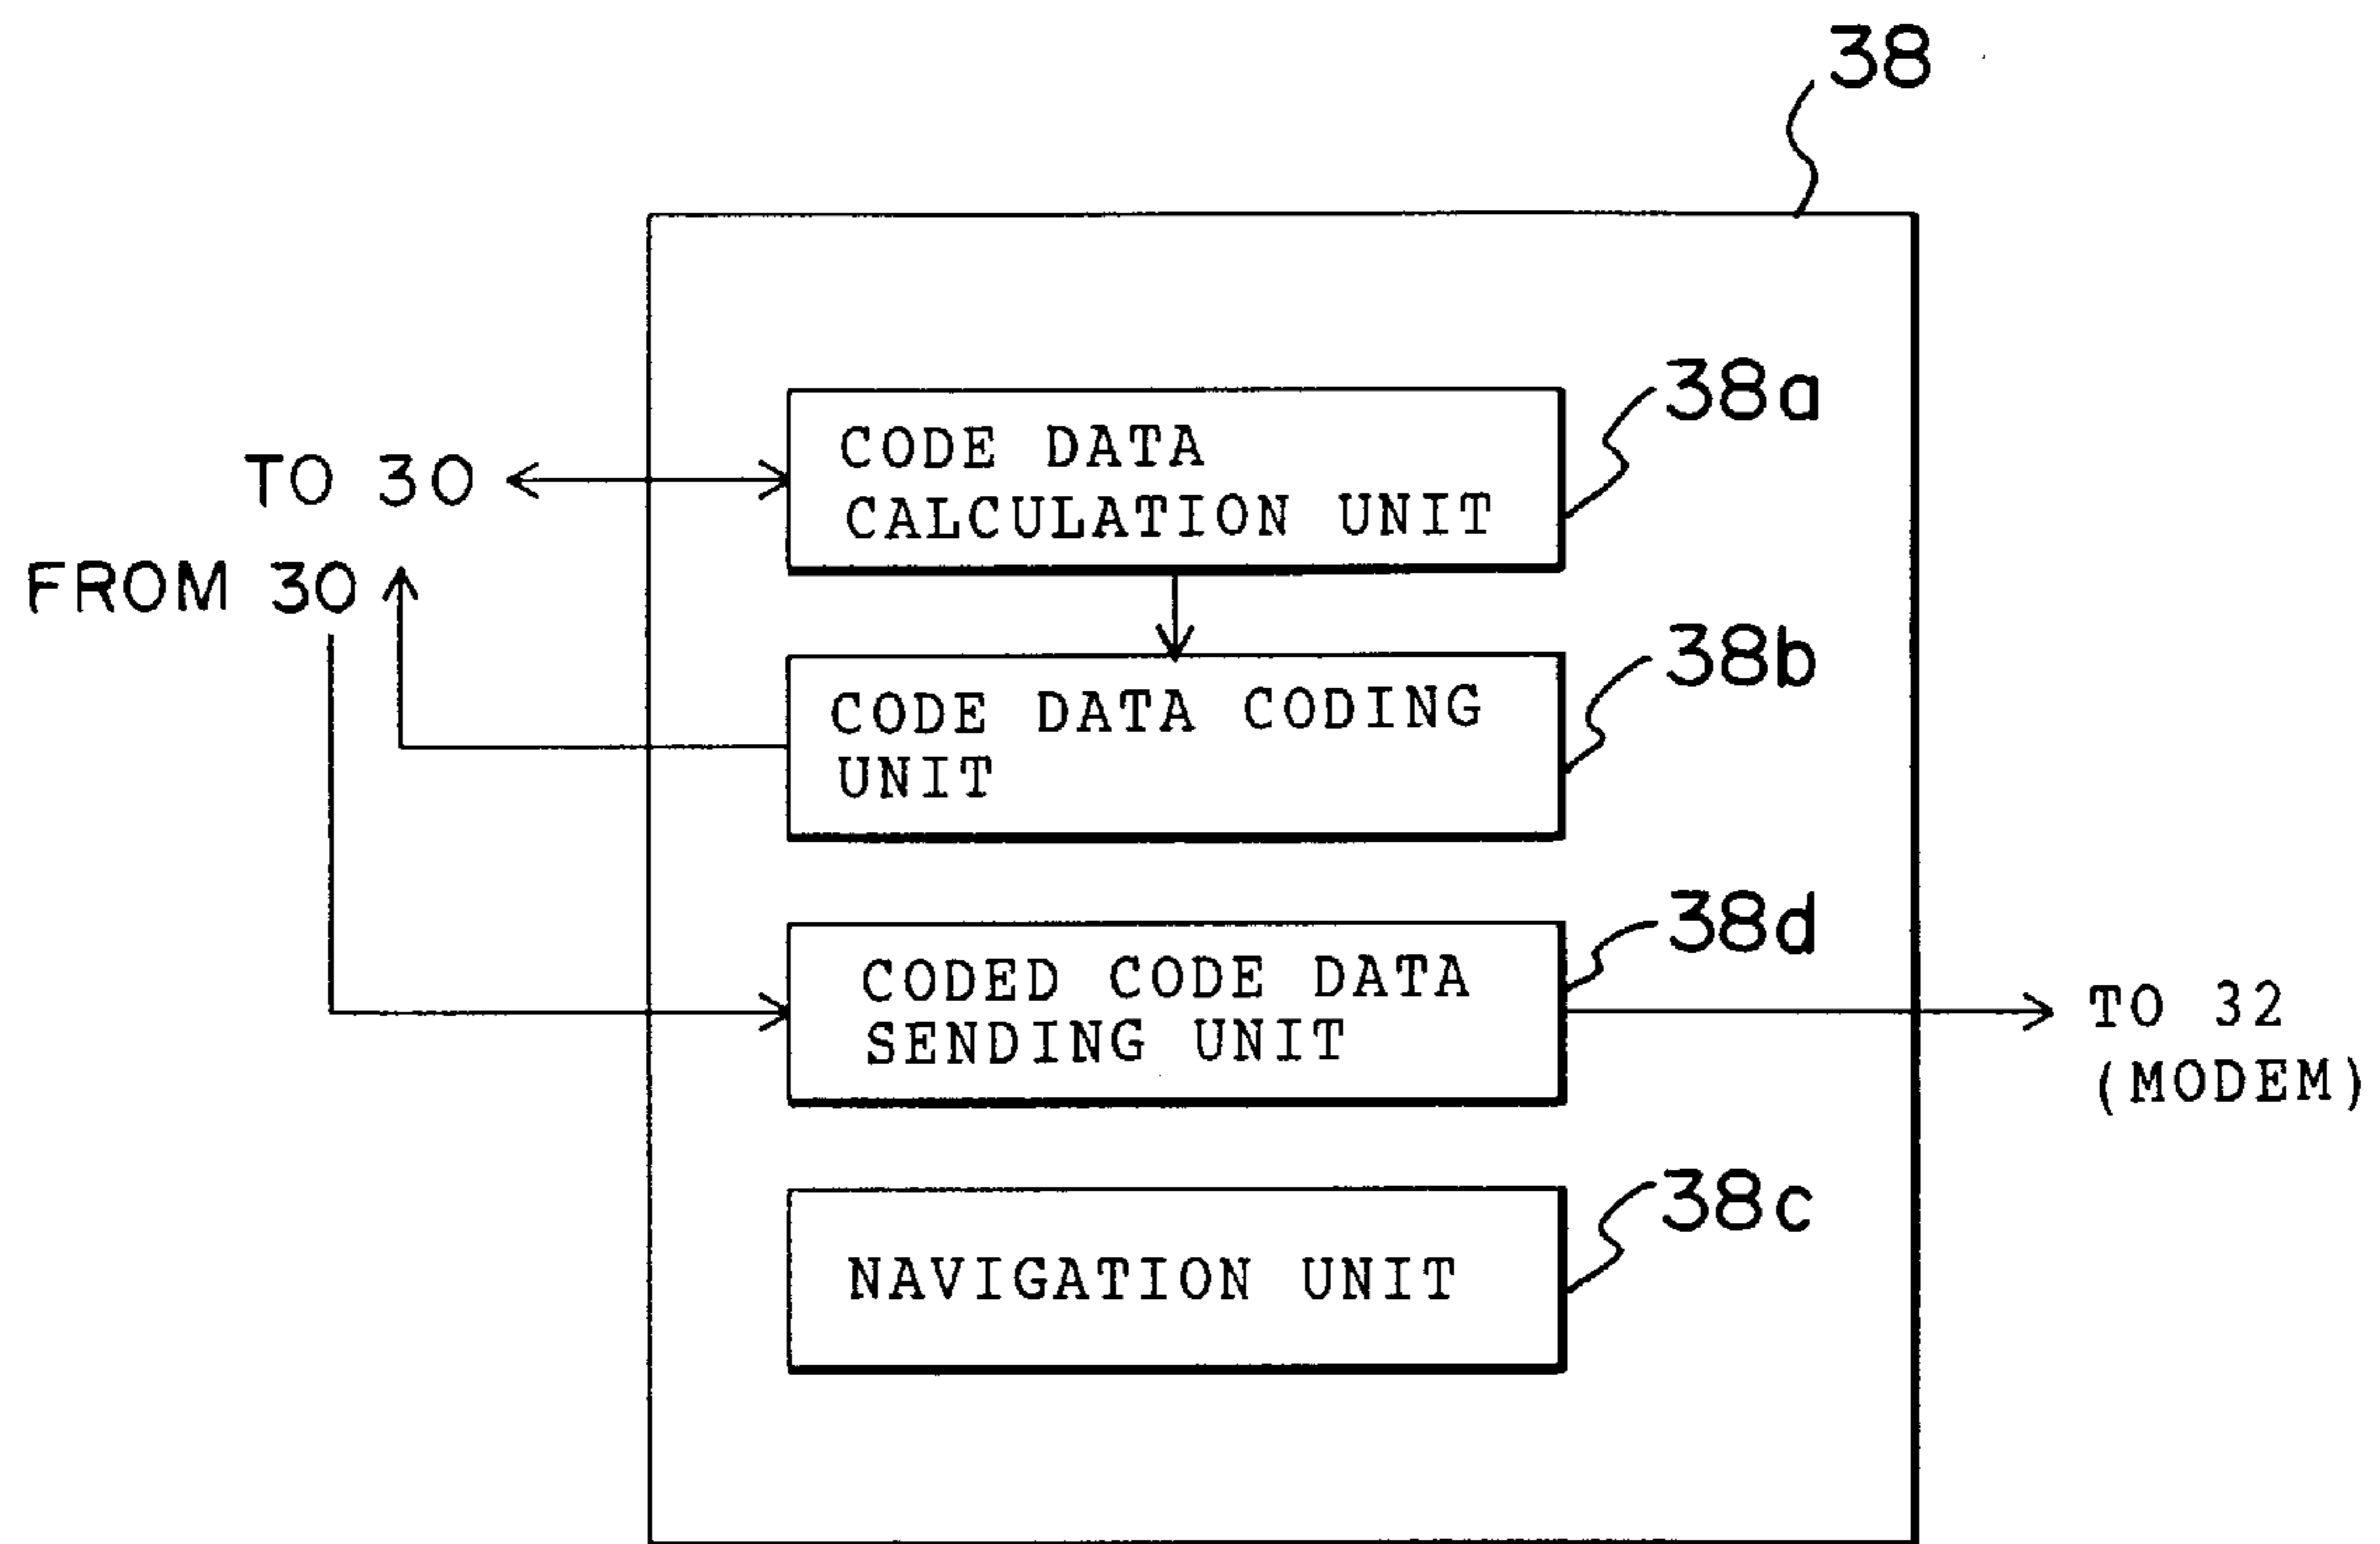 38
38a
CODE DATA
CALCULATION UNIT
TO 30
FROM 30
38b
CODE DATA CODING
UNIT
38d
CODED CODE DATA
SENDING UNIT
TO 32
(MODEM)
38c
NAVIGATION UNIT